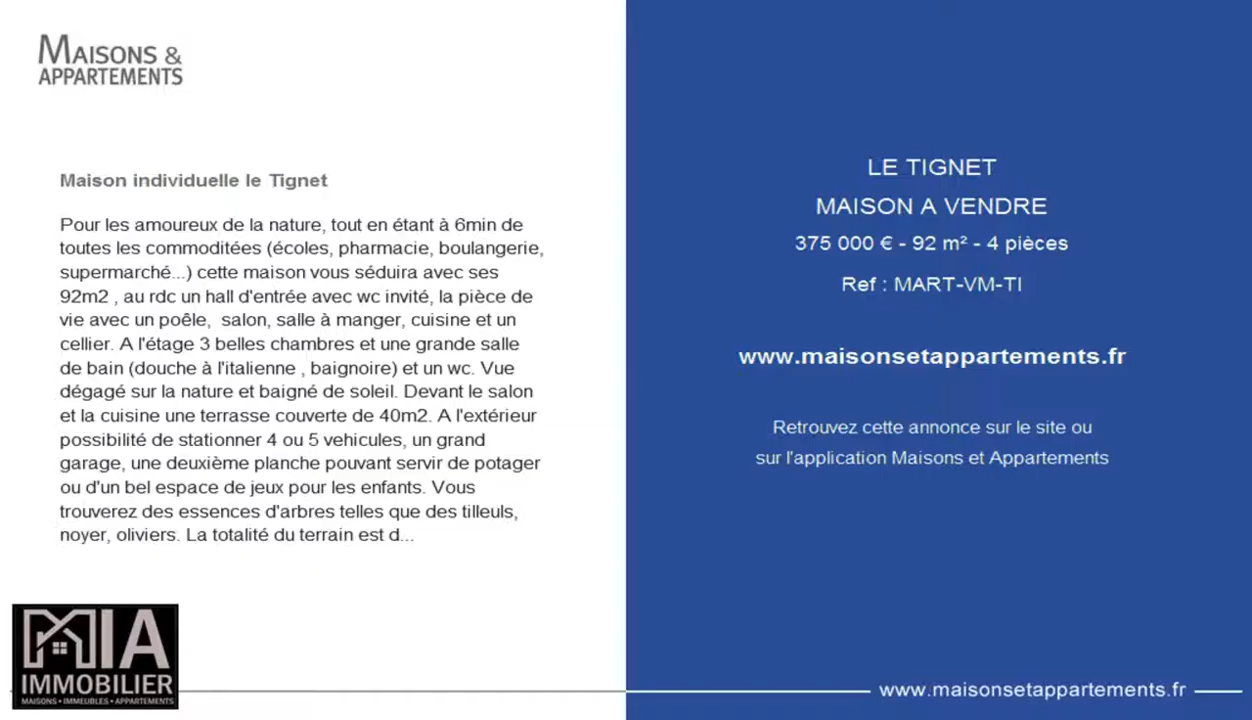 MAISONS &
APPARTEMENTS
Maison individuelle le Tignet
Pour les amoureux de la nature, tout en étant à 6min de
toutes les commoditées (écoles, pharmacie, boulangerie,
supermarché...) cette maison vous séduira avec ses
92m2 , au rdc un hall d'entrée avec wc invité, la pièce de
vie avec un poêle,  salon, salle à manger, cuisine et un
cellier. A l'étage 3 belles chambres et une grande salle
de bain (douche à l'italienne , baignoire) et un wc. Vue
dégagé sur la nature et baigné de soleil. Devant le salon
et la cuisine une terrasse couverte de 40m2. A l'extérieur
possibilité de stationner 4 ou 5 vehicules, un grand
garage, une deuxième planche pouvant servir de potager
ou d'un bel espace de jeux pour les enfants. Vous
trouverez des essences d'arbres telles que des tilleuls,
noyer, oliviers. La totalité du terrain est d...
MIA
IMMOBILIER
MAISONS • IMMEUBLES • APPARTEMENTS
LE TIGNET
MAISON A VENDRE
375 000 € - 92 m² - 4 pièces
Ref : MART-VM-TI
www.maisonsetappartements.fr
Retrouvez cette annonce sur le site ou
sur l'application Maisons et Appartements
www.maisonsetappartements.fr